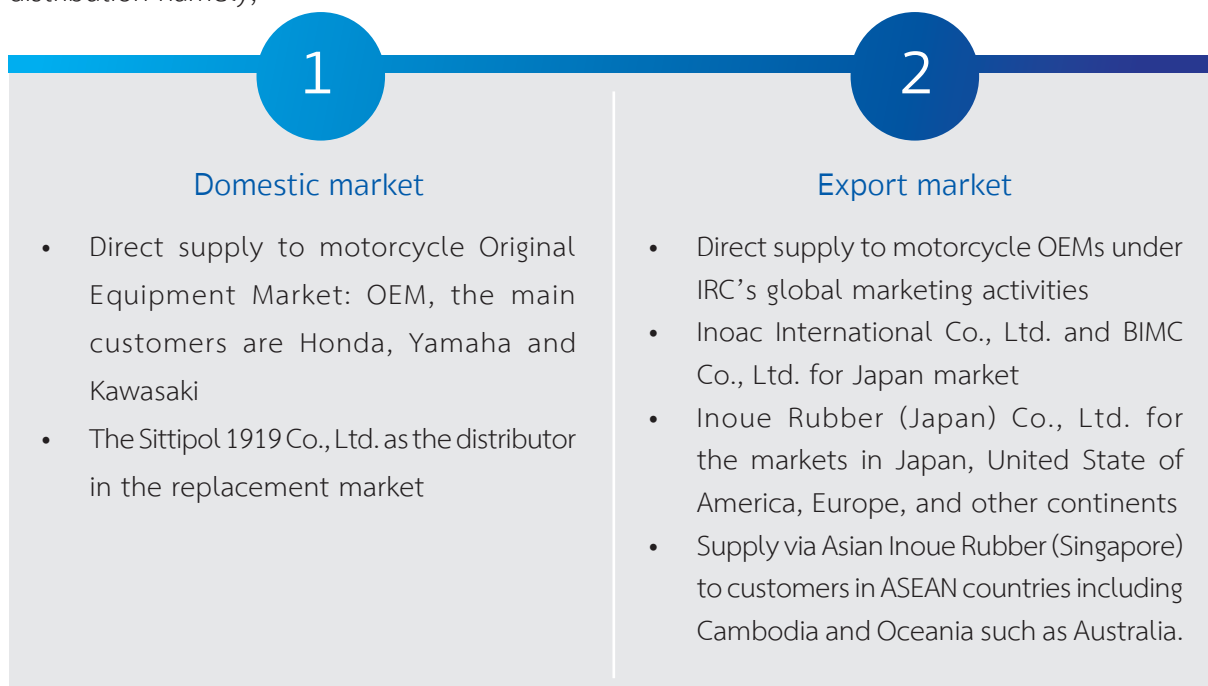 distribution namely,
1
Domestic market
• Direct supply to motorcycle Original
Equipment Market: OEM, the main
customers are Honda, Yamaha and
Kawasaki
• The Sittipol 1919 Co., Ltd. as the distributor
in the replacement market
2
Export market
• Direct supply to motorcycle OEMs under
IRC’s global marketing activities
• Inoac International Co., Ltd. and BIMC
Co., Ltd. for Japan market
• Inoue Rubber (Japan) Co., Ltd. for
the markets in Japan, United State of
America, Europe, and other continents
• Supply via Asian Inoue Rubber (Singapore)
to customers in ASEAN countries including
Cambodia and Oceania such as Australia.